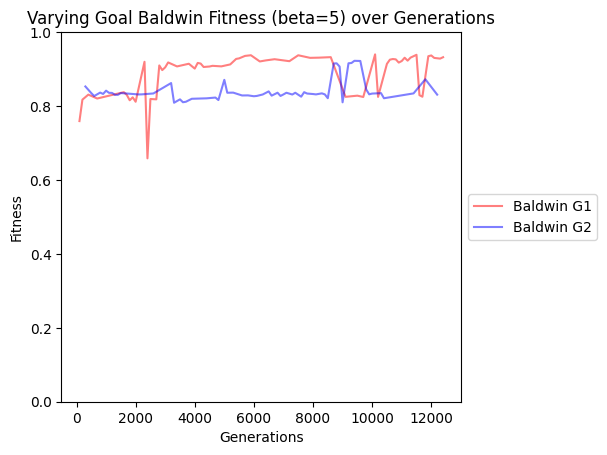 Varying Goal Baldwin Fitness (beta=5) over Generations
1.0
0.8
0.6
0.4
0.2
0.0
Fitness
0 2000 4000 6000 8000 10000 12000
Generations
Baldwin G1
Baldwin G2